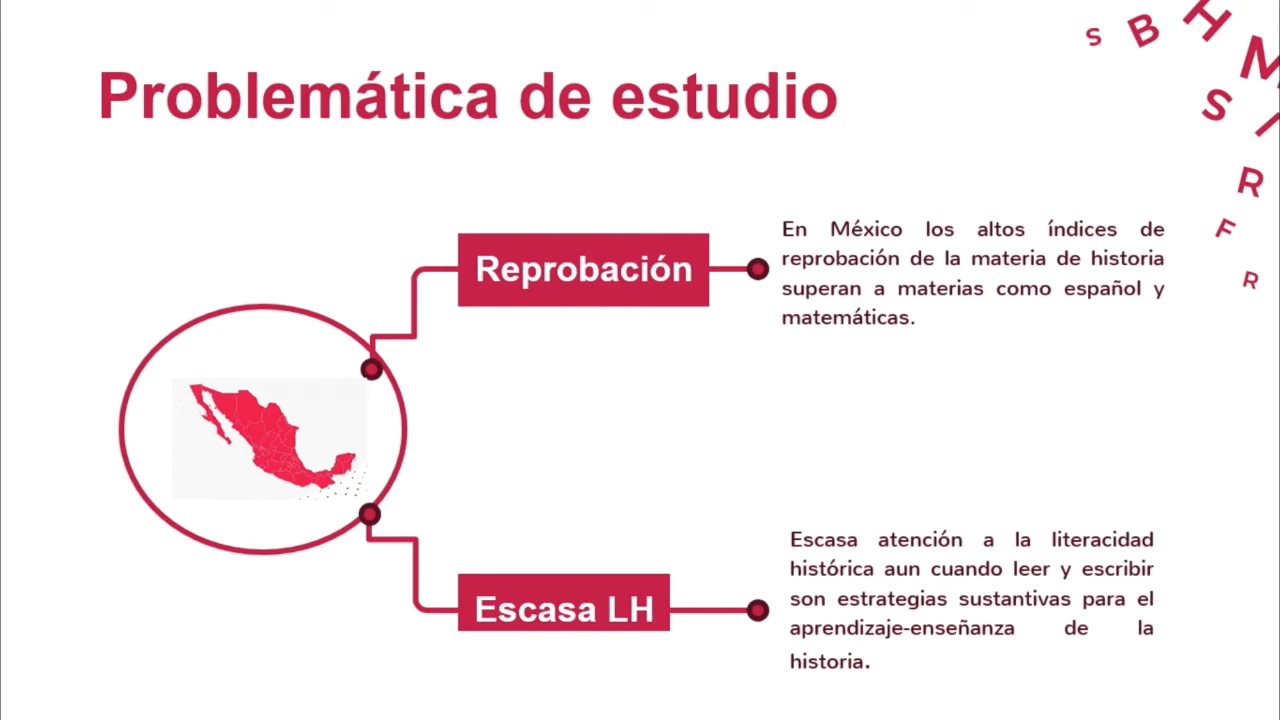 S B H M
S /
R
F
R
Problemática de estudio
Reprobación
En México los altos índices de
reprobación de la materia de historia
superan a materias como español y
matemáticas.
Escasa LH
Escasa atención a la literacidad
histórica aun cuando leer y escribir
son estrategias sustantivas para el
aprendizaje-enseñanza de la
historia.